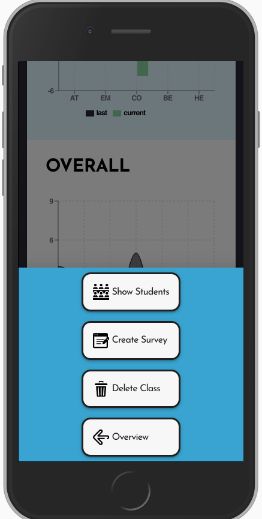 -6
AT EM CO BE HE
last current
OVERALL
9
6
Show Students
Create Survey
Delete Class
Overview